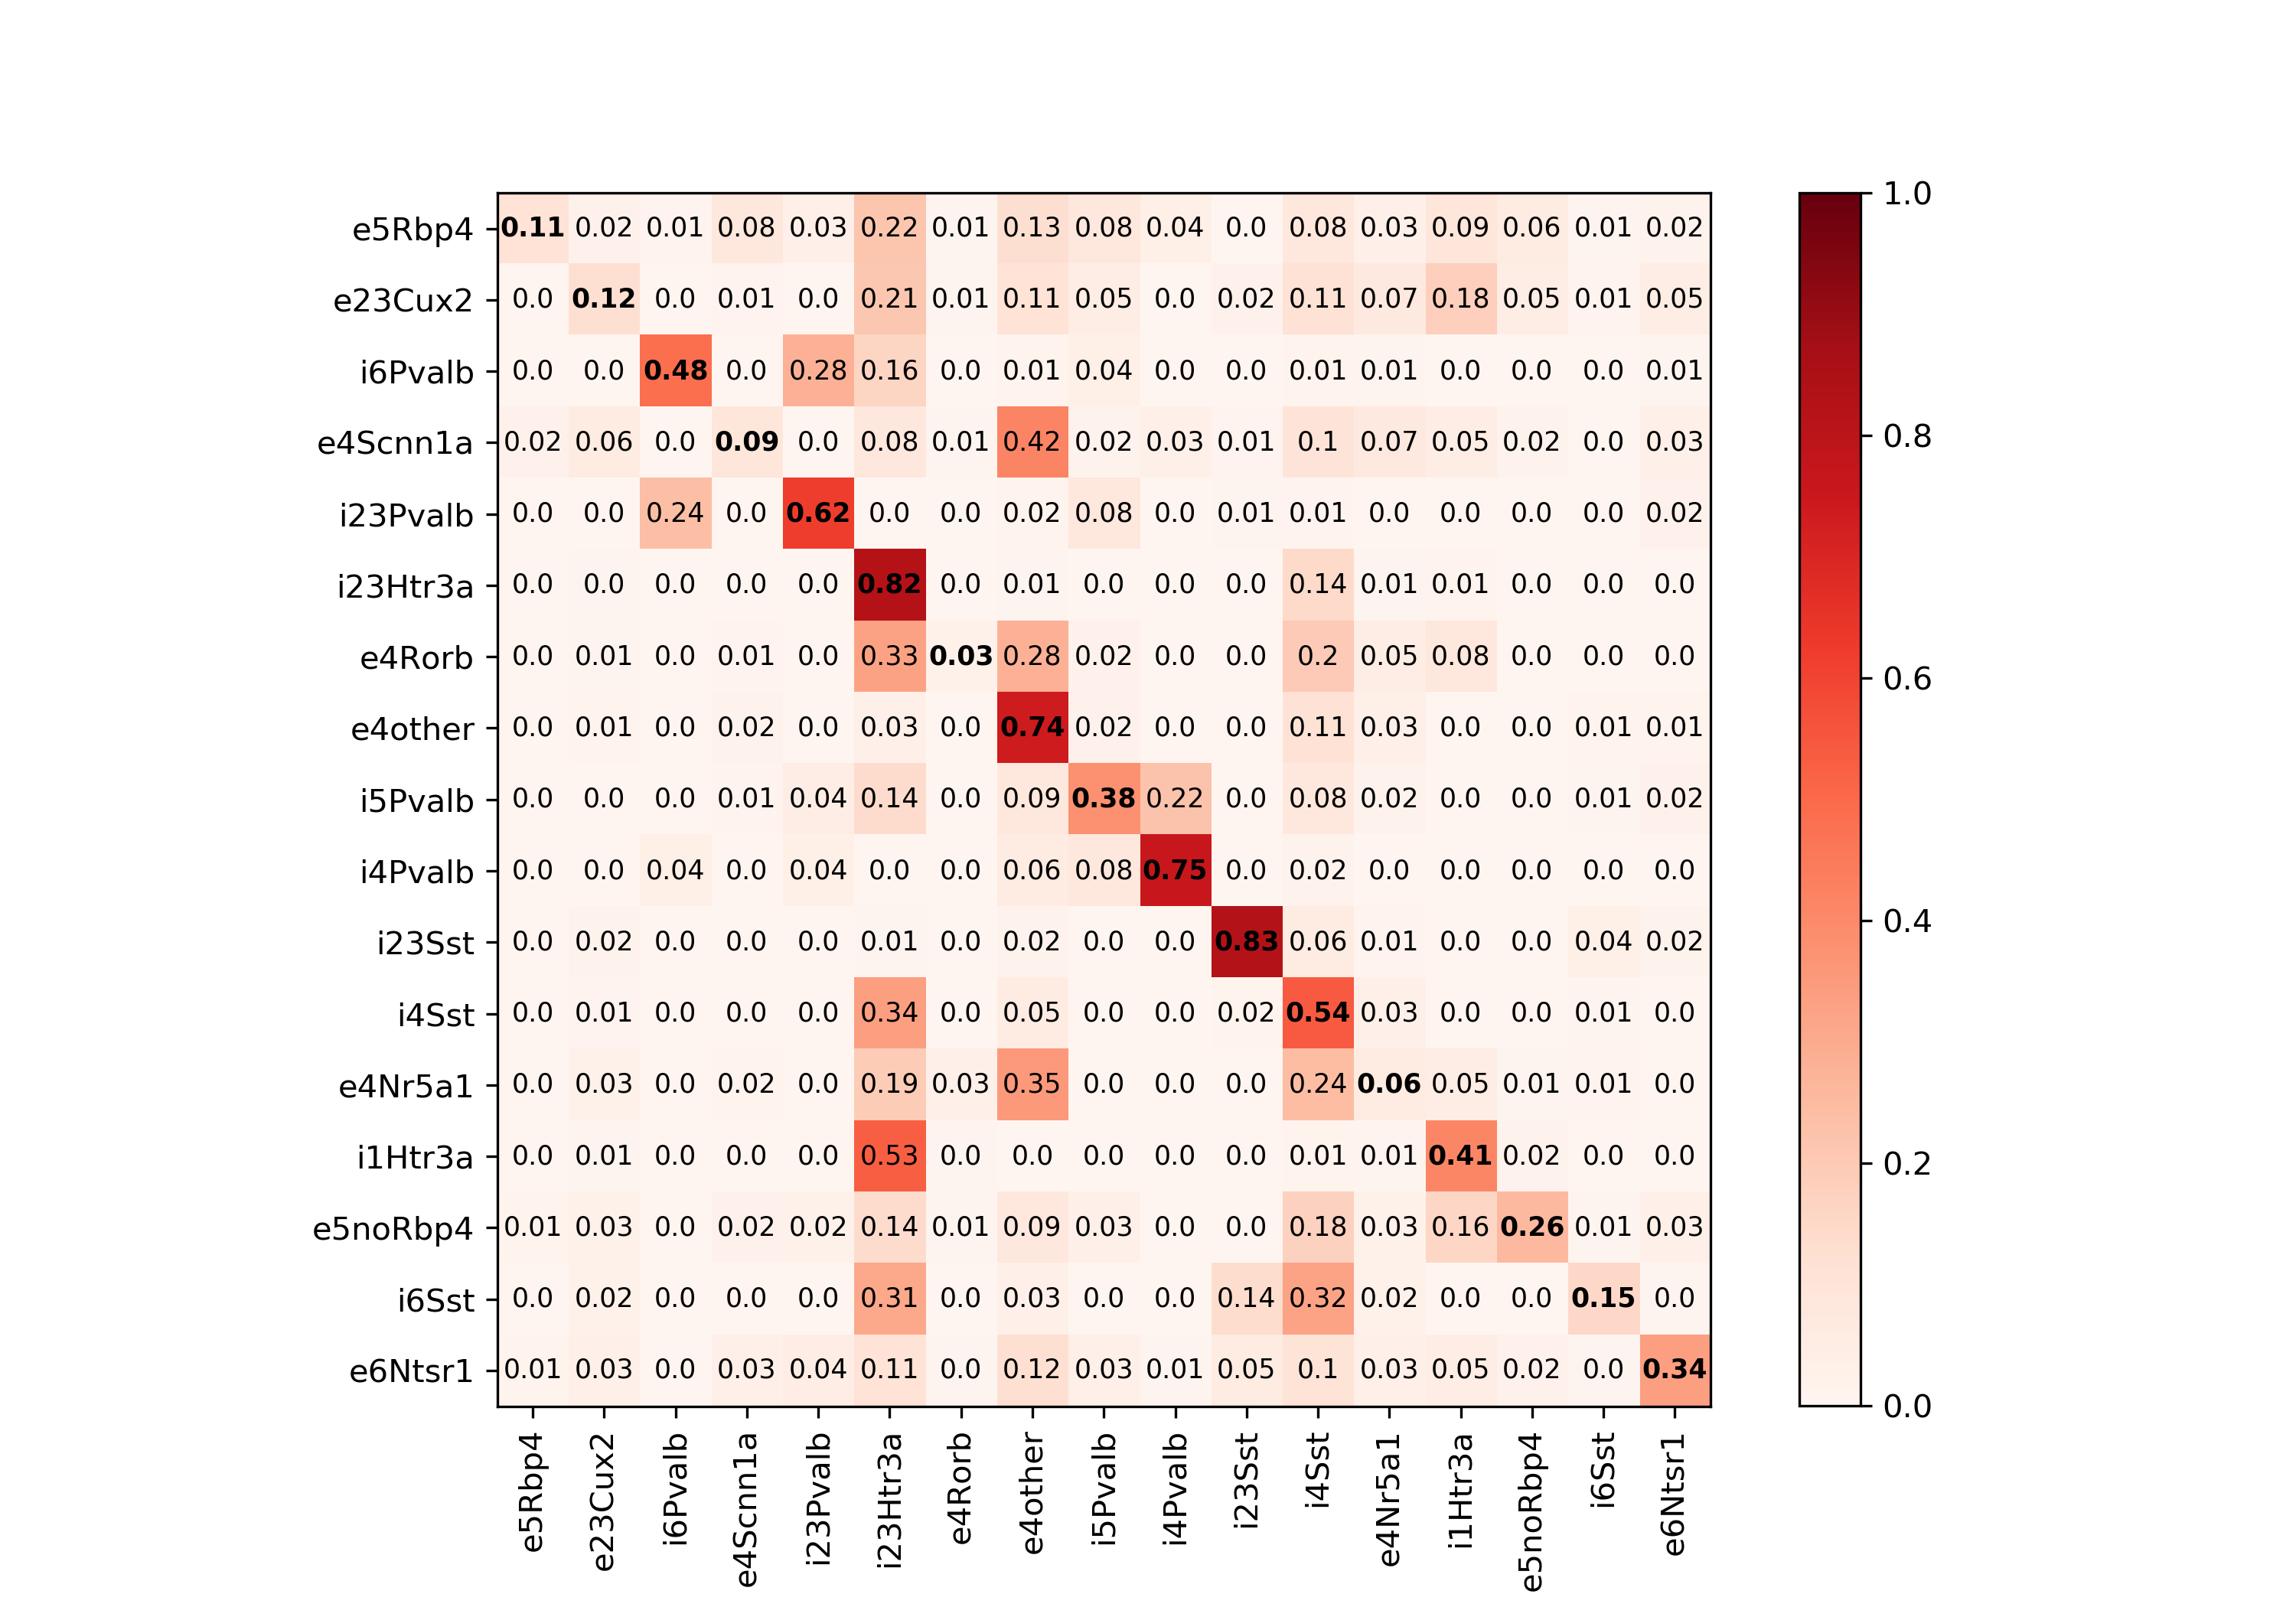 e5Rbp4 0.11 0.02 0.01 0.08 0.03 0.22 0.01 0.13 0.08 0.04 0.0 0.08 0.03 0.09 0.06 0.01 0.02
e23Cux2 0.0 0.12 0.0 0.01 0.0 0.21 0.01 0.11 0.05 0.0 0.02 0.11 0.07 0.18 0.05 0.01 0.05
i6Pvalb 0.0 0.0 0.48 0.0 0.28 0.16 0.0 0.01 0.04 0.0 0.0 0.01 0.01 0.0 0.0 0.0 0.01
e4Scnn1a 0.02 0.06 0.0 0.09 0.0 0.08 0.01 0.42 0.02 0.03 0.01 0.1 0.07 0.05 0.02 0.0 0.03
i23Pvalb 0.0 0.0 0.24 0.0 0.62 0.0 0.0 0.02 0.08 0.0 0.01 0.01 0.0 0.0 0.0 0.0 0.02
i23Htr3a 0.0 0.0 0.0 0.0 0.0 0.82 0.0 0.01 0.0 0.0 0.0 0.14 0.01 0.01 0.0 0.0 0.0
e4Rorb 0.0 0.01 0.0 0.01 0.0 0.33 0.03 0.28 0.02 0.0 0.0 0.2 0.05 0.08 0.0 0.0 0.0
e4other 0.0 0.01 0.0 0.02 0.0 0.03 0.0 0.74 0.02 0.0 0.0 0.11 0.03 0.0 0.0 0.01 0.01
i5Pvalb 0.0 0.0 0.0 0.01 0.04 0.14 0.0 0.09 0.38 0.22 0.0 0.08 0.02 0.0 0.0 0.01 0.02
i4Pvalb 0.0 0.0 0.04 0.0 0.04 0.0 0.0 0.06 0.08 0.75 0.0 0.02 0.0 0.0 0.0 0.0 0.0
i23Sst 0.0 0.02 0.0 0.0 0.0 0.01 0.0 0.02 0.0 0.0 0.83 0.06 0.01 0.0 0.0 0.04 0.02
i4Sst 0.0 0.01 0.0 0.0 0.0 0.34 0.0 0.05 0.0 0.0 0.02 0.54 0.03 0.0 0.0 0.01 0.0
e4Nr5a1 0.0 0.03 0.0 0.02 0.0 0.19 0.03 0.35 0.0 0.0 0.0 0.24 0.06 0.05 0.01 0.01 0.0
i1Htr3a 0.0 0.01 0.0 0.0 0.0 0.53 0.0 0.0 0.0 0.0 0.0 0.01 0.01 0.41 0.02 0.0 0.0
e5noRbp4 0.01 0.03 0.0 0.02 0.02 0.14 0.01 0.09 0.03 0.0 0.0 0.18 0.03 0.16 0.26 0.01 0.03
i6Sst 0.0 0.02 0.0 0.0 0.0 0.31 0.0 0.03 0.0 0.0 0.14 0.32 0.02 0.0 0.0 0.15 0.0
e6Ntsr1 0.01 0.03 0.0 0.03 0.04 0.11 0.0 0.12 0.03 0.01 0.05 0.1 0.03 0.05 0.02 0.0 0.34
e5Rbp4
e23Cux2
i6Pvalb
e4Scnn1a
i23Pvalb
i23Htr3a
e4Rorb
e4other
i5Pvalb
i4Pvalb
i23Sst
i4Sst
e4Nr5a1
i1Htr3a
e5noRbp4
i6Sst
e6Ntsr1
1.0
0.8
0.6
0.4
0.2
0.0